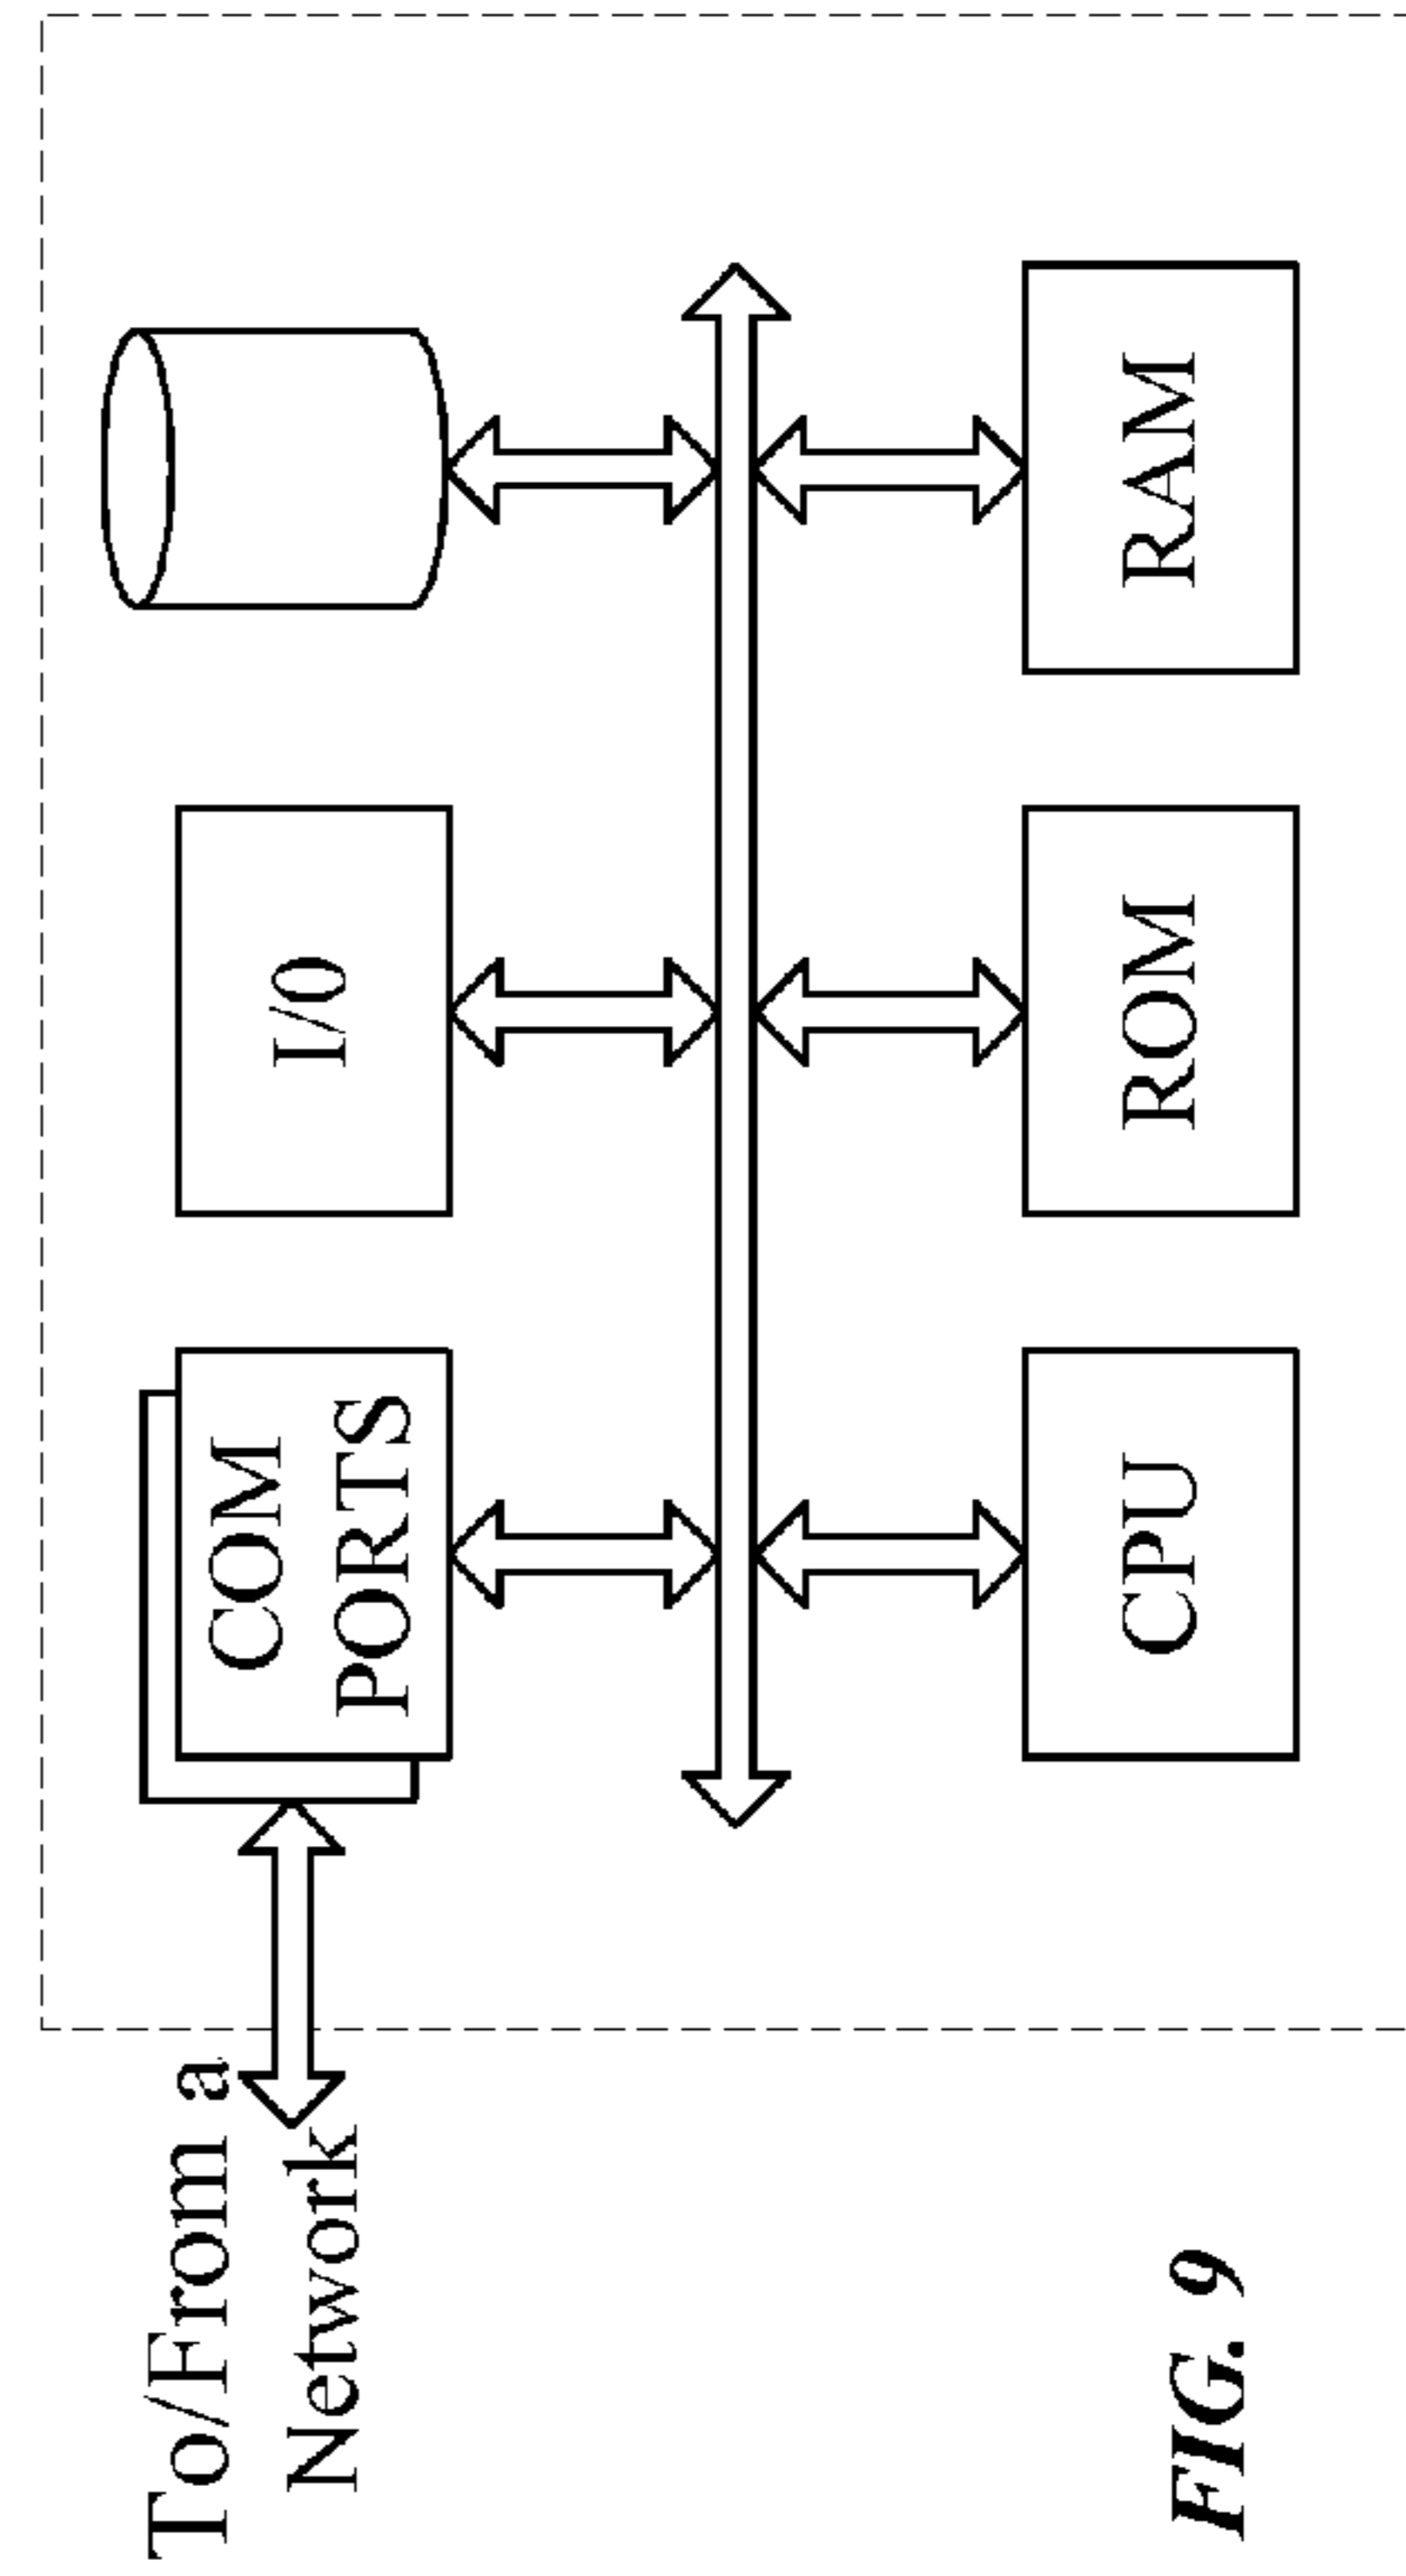 COM
PORTS
I/0
To/From a
Network
CPU
ROM
RAM
FIG. 9